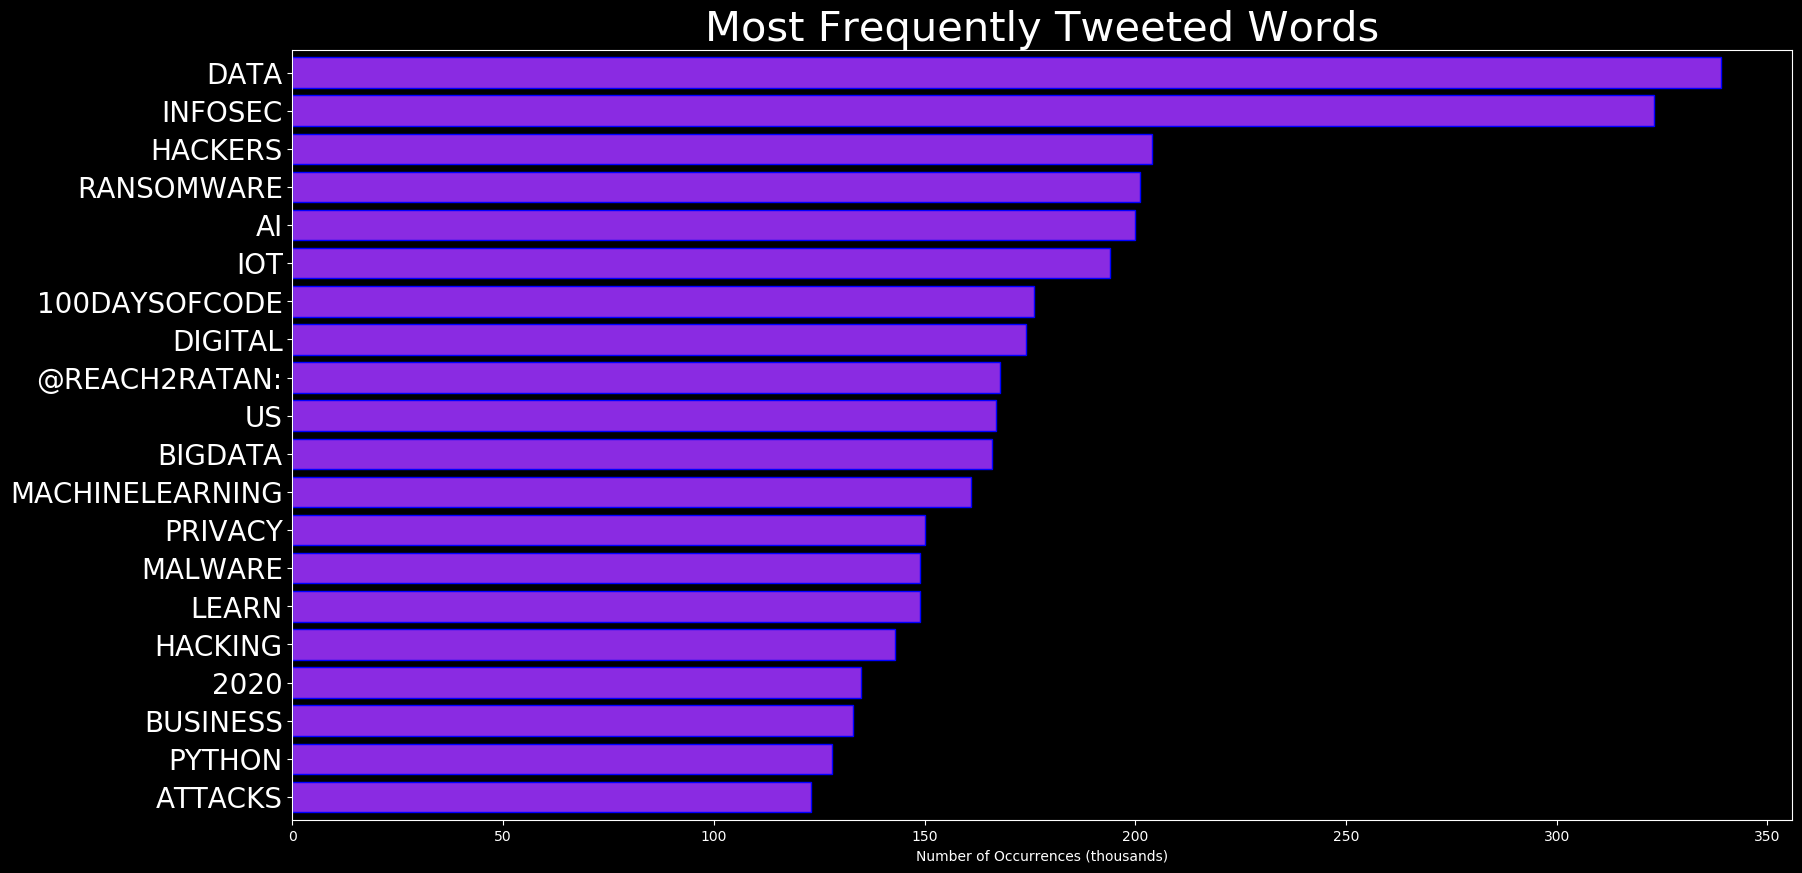 Most Frequently Tweeted Words
DATA
INFOSEC
HACKERS
RANSOMWARE
AI
IOT
100DAYSOFCODE
DIGITAL
@REACH2RATAN:
US
BIGDATA
MACHINELEARNING
PRIVACY
MALWARE
LEARN
HACKING
2020
BUSINESS
PYTHON
ATTACKS
0 50 100 150 200 250 300 350
Number of Occurrences (thousands)